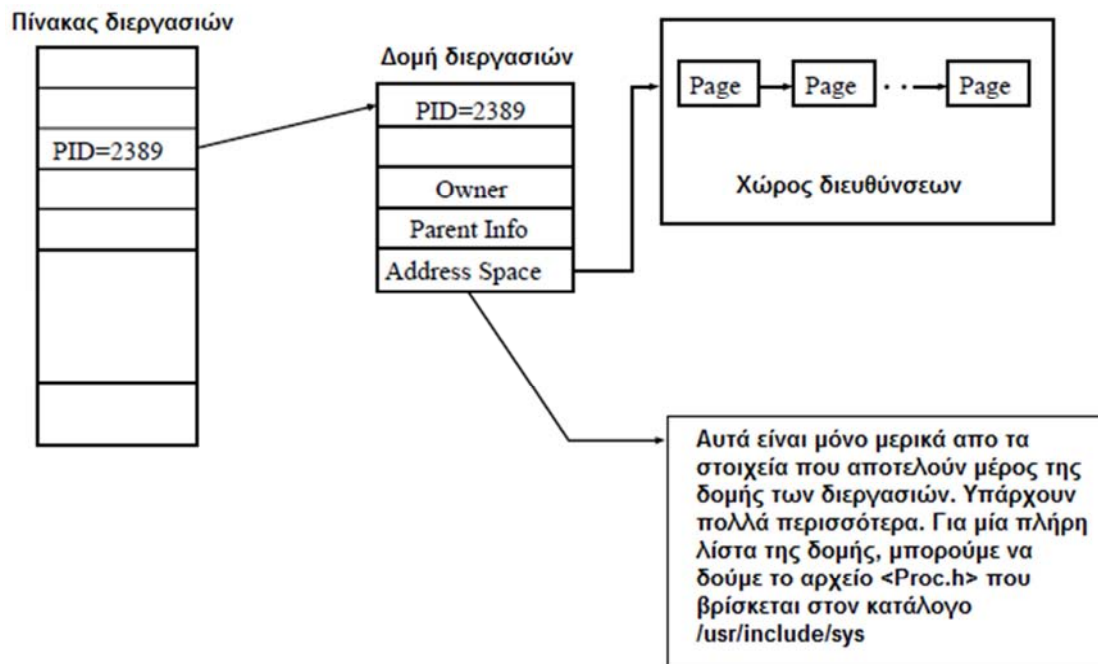 Πίνακας διεργασιών
PID=2389
Δομή διεργασιών
PID=2389
Owner
Parent Info
Address Space
Page
Page
. .
Page
Χώρος διευθύνσεων
Αυτά είναι μόνο μερικά απο τα
στοιχεία που αποτελούν μέρος της
δομής των διεργασιών. Υπάρχουν
πολλά περισσότερα. Για μία πλήρη
λίστα της δομής, μπορούμε να
δούμε το αρχείο <Proc.h> που
βρίσκεται στον κατάλογο
/usr/include/sys